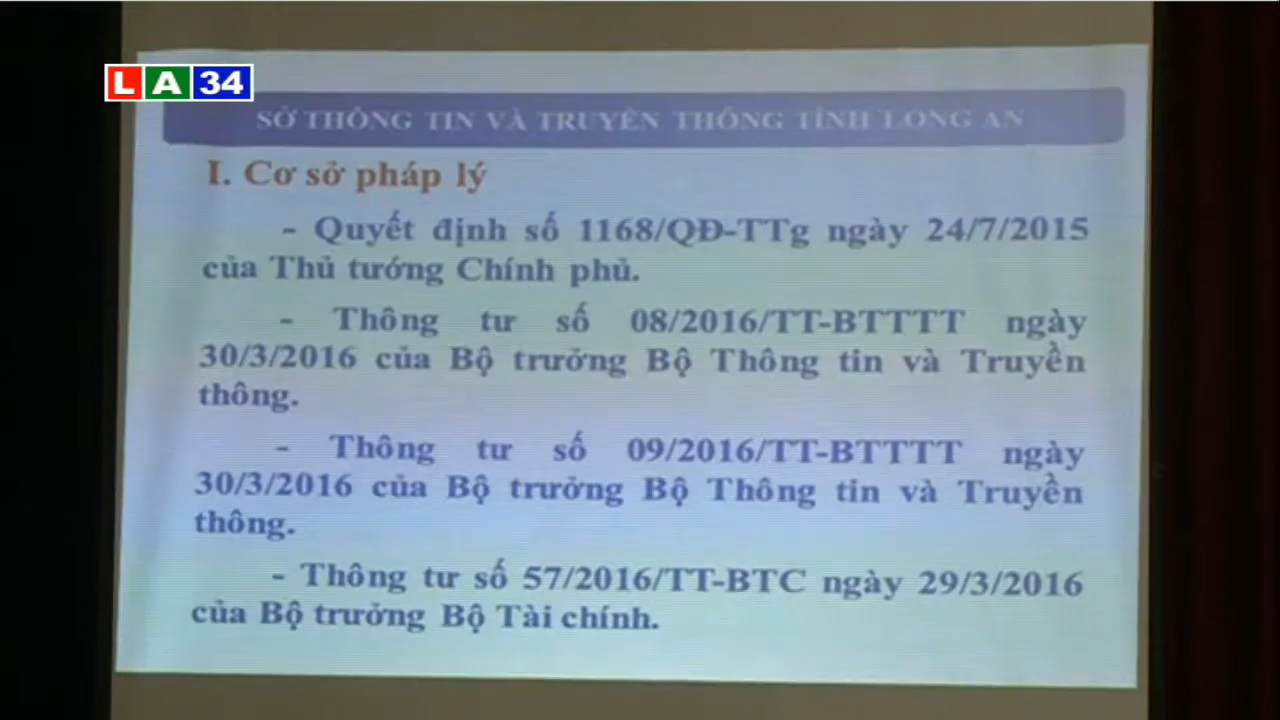 LA34
SỞ THÔNG TIN VÀ TRUYỀN THÔNG TỈNH LONG AN
I. Cơ sở pháp lý
- Quyết định số 1168/QĐ-TTg ngày 24/7/2015
của Thủ tướng Chính phủ.
- Thông tư số 08/2016/TT-BTTTT ngày
30/3/2016 của Bộ trưởng Bộ Thông tin và Truyền
thông.
- Thông tư số 09/2016/TT-BTTTT ngày
30/3/2016 của Bộ trưởng Bộ Thông tin và Truyền
thông.
- Thông tư số 57/2016/TT-BTC ngày 29/3/2016
của Bộ trưởng Bộ Tài chính.